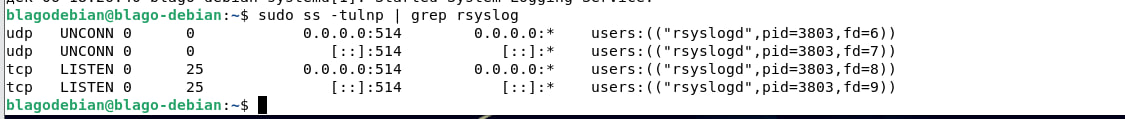 blagodebian@blago-debian:~$ sudo ss -tulnp | grep rsyslog
udp   UNCONN 0      0            0.0.0.0:514        0.0.0.0:*    users:(("rsyslogd",pid=3803,fd=6))
udp   UNCONN 0      0               [::]:514           [::]:*    users:(("rsyslogd",pid=3803,fd=7))
tcp   LISTEN 0      25           0.0.0.0:514        0.0.0.0:*    users:(("rsyslogd",pid=3803,fd=8))
tcp   LISTEN 0      25              [::]:514           [::]:*    users:(("rsyslogd",pid=3803,fd=9))
blagodebian@blago-debian:~$